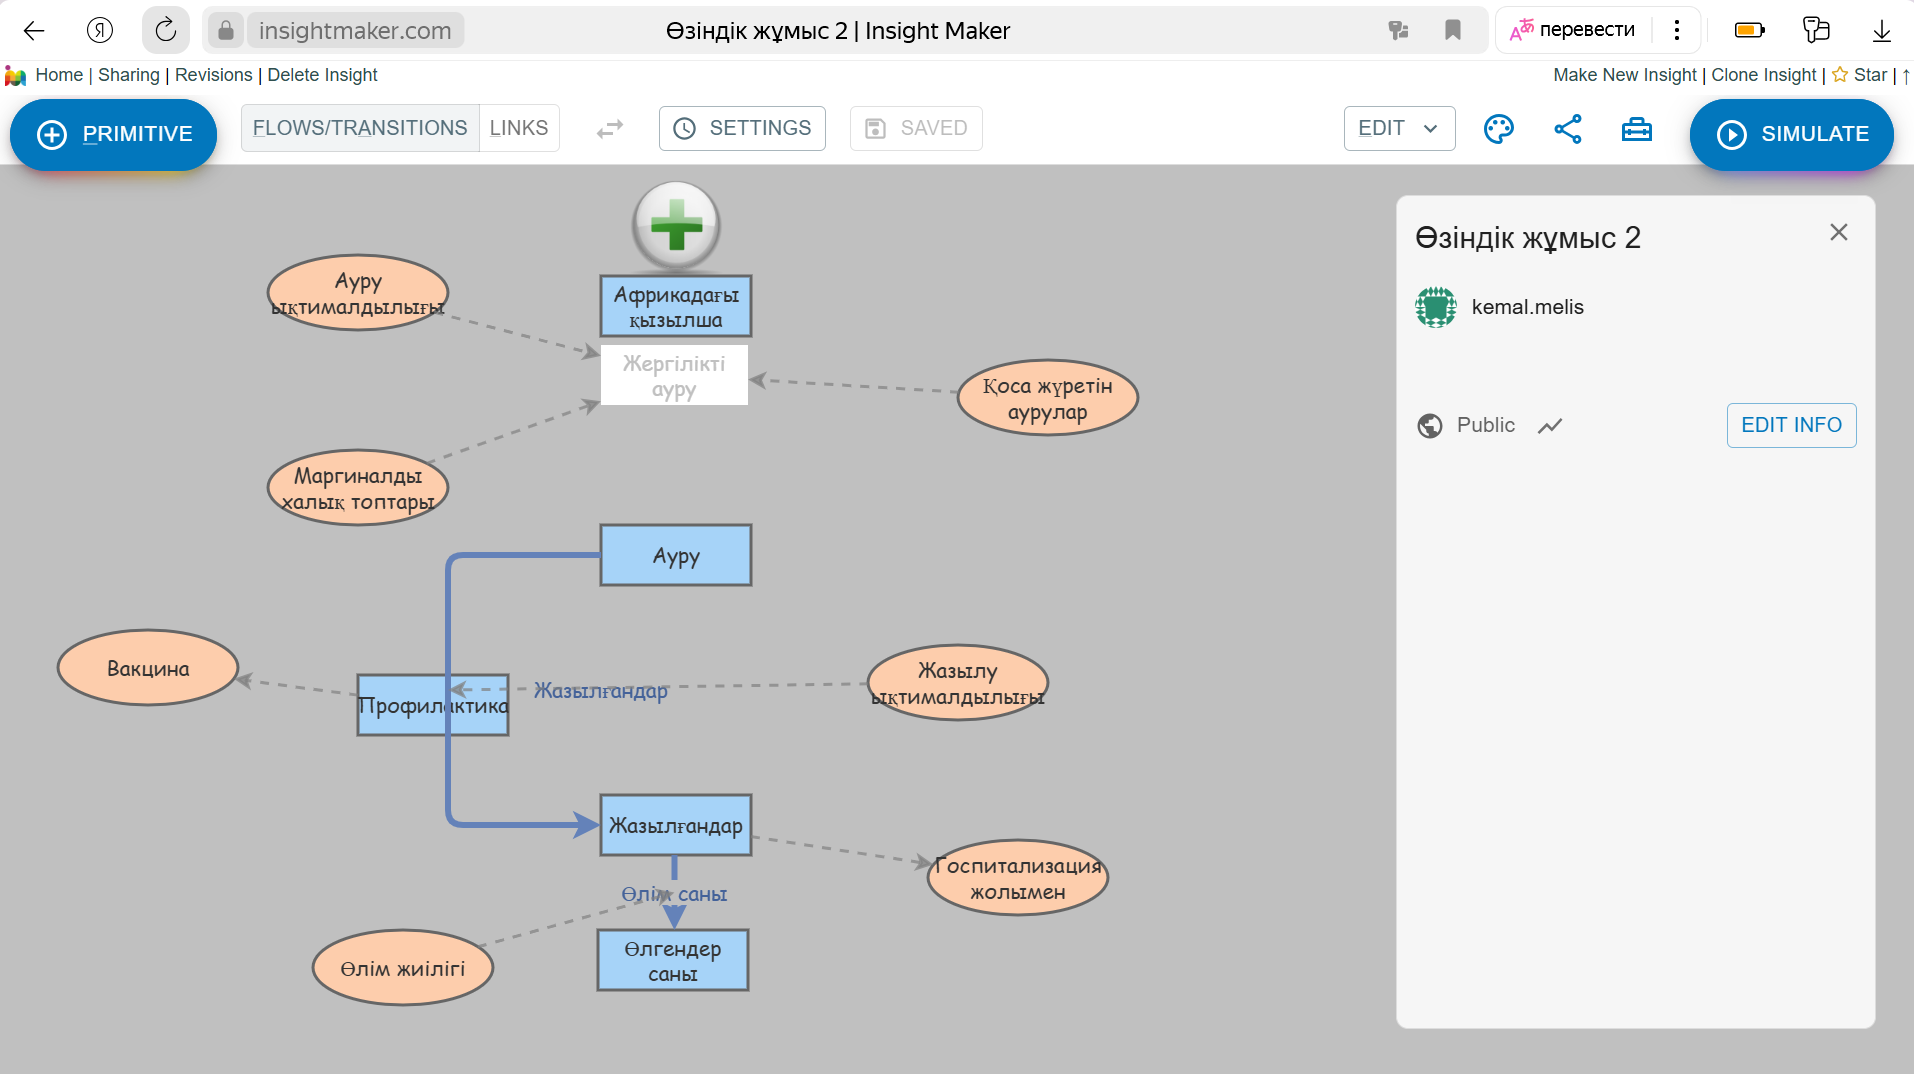 insightmaker.com
Өзіндік жұмыс 2 | Insight Maker
перевести
Home | Sharing | Revisions | Delete Insight
Make New Insight | Clone Insight | Star | ↑
PRIMITIVE
FLOWS/TRANSITIONS
LINKS
SETTINGS
SAVED
EDIT
SIMULATE
Өзіндік жұмыс 2
kemal.melis
Public
EDIT INFO
Ауру
ықтималдылығы
Африкадағы
қызылша
Жергілікті
ауру
Қоса жүретін
аурулар
Маргиналды
халық топтары
Ауру
Вакцина
Профилактика
Жазылғандар
Жазылу
ықтималдылығы
Жазылғандар
Госпитализация
жолымен
Өлім саны
Өлім жиілігі
Өлгендер
саны